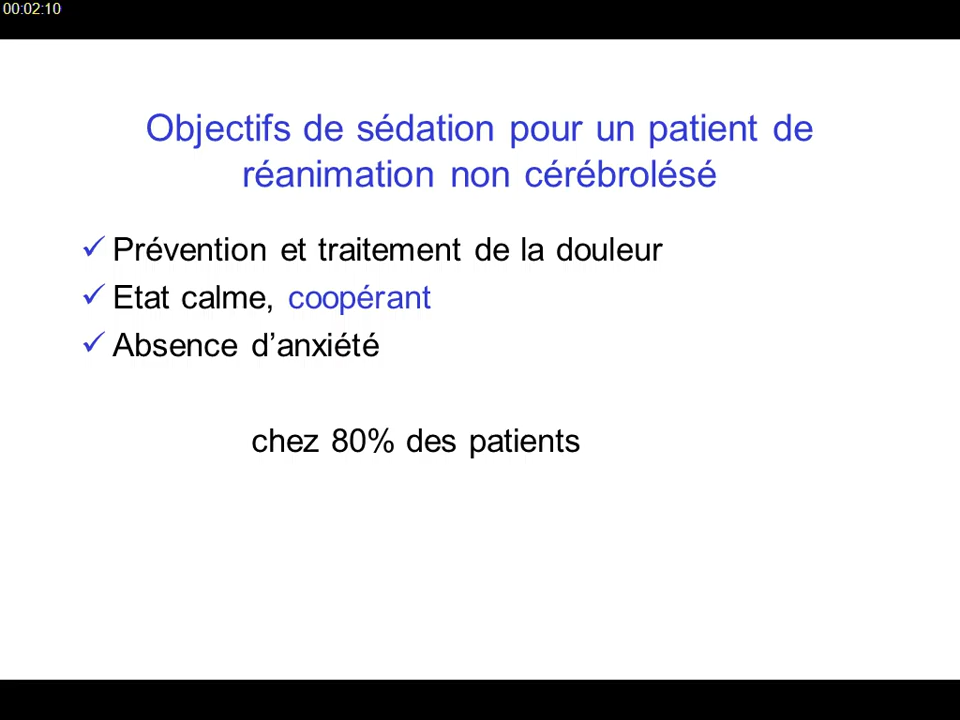 00:02:10
Objectifs de sédation pour un patient de
réanimation non cérébrolésé
✓ Prévention et traitement de la douleur
✓ Etat calme, coopérant
✓ Absence d’anxiété
chez 80% des patients